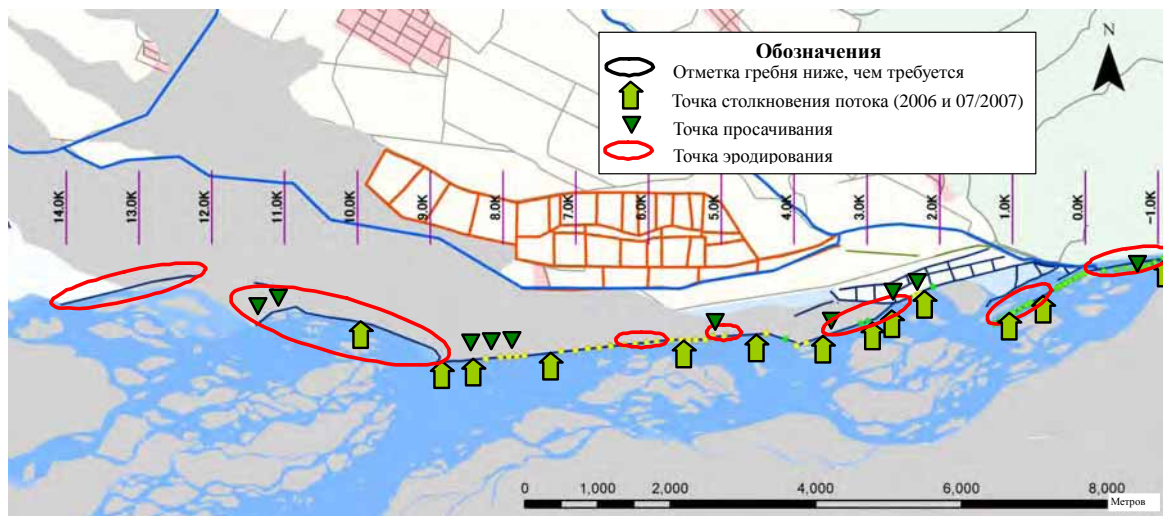 Обозначения
Отметка гребня ниже, чем требуется
Точка столкновения потока (2006 и 07/2007)
Точка просачивания
Точка эродирования
N
14.0K
13.0K
12.0K
11.0K
10.0K
9.0K
8.0K
7.0K
6.0K
5.0K
4.0K
3.0K
2.0K
1.0K
0.0K
-1.0K
0 1,000 2,000 4,000 6,000 8,000
Метров